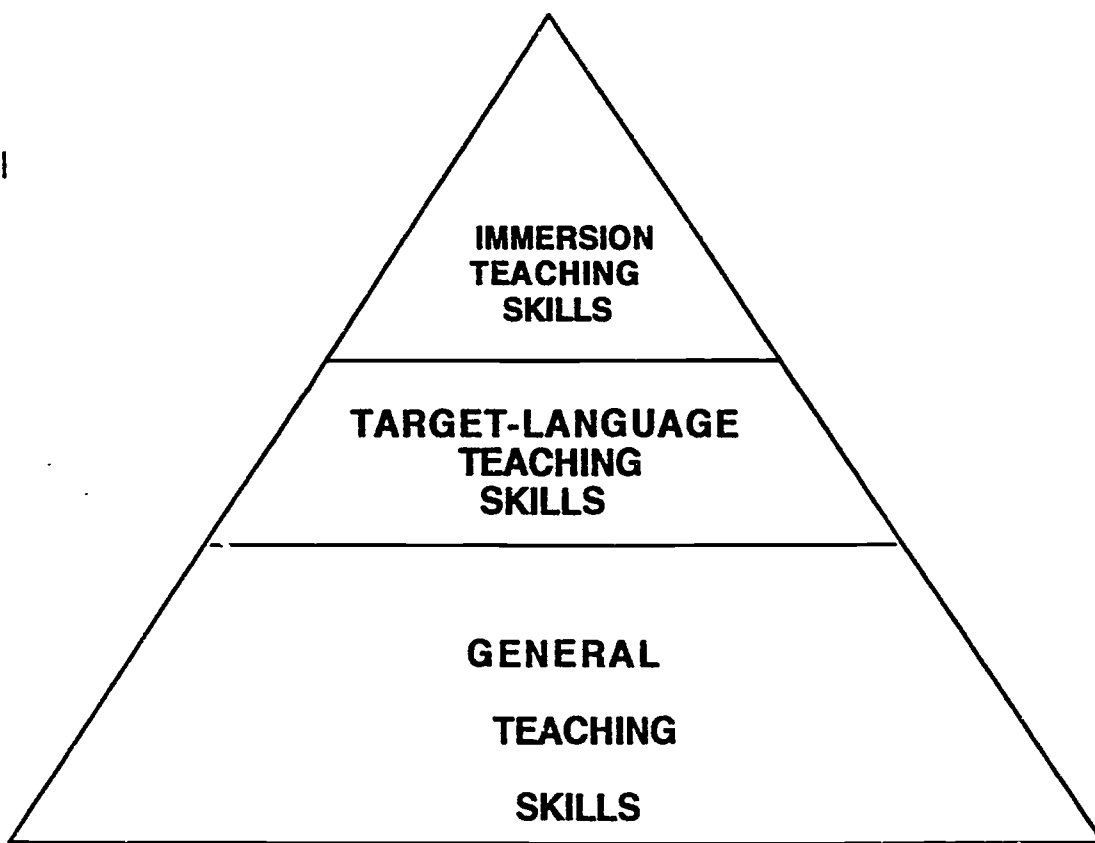 IMMERSION
TEACHING
SKILLS
TARGET-LANGUAGE
TEACHING
SKILLS
GENERAL
TEACHING
SKILLS